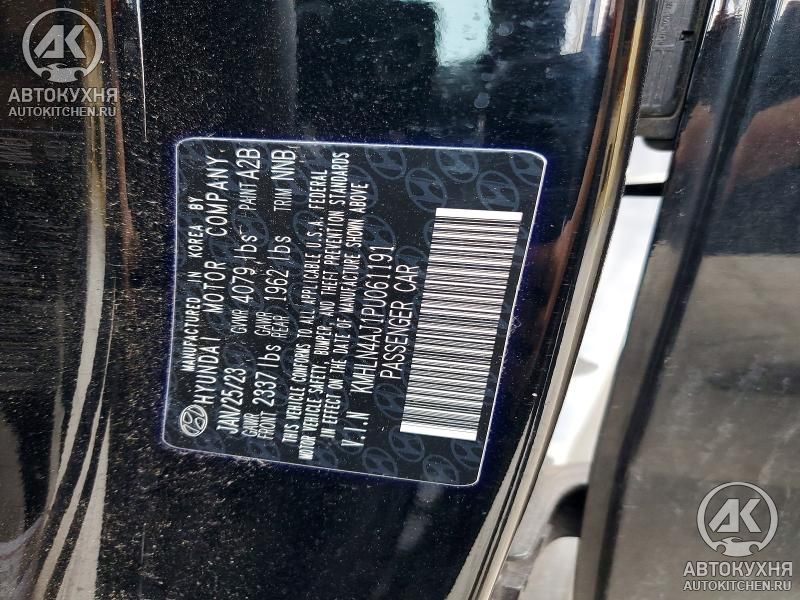 АВТОКУХНЯ
AUTOKITCHEN.RU
MANUFACTURED IN KOREA BY
HYUNDAI MOTOR COMPANY
JAN/25/23 GVWR 4079 lbs PAINT A2B
GAWR FRONT 2337 lbs GAWR REAR 1962 lbs TRIM NNB
THIS VEHICLE CONFORMS TO ALL APPLICABLE U.S.A. FEDERAL
MOTOR VEHICLE SAFETY, BUMPER, AND THEFT PREVENTION STANDARDS
IN EFFECT ON THE DATE OF MANUFACTURE SHOWN ABOVE
V.I.N KMHLN4AJ1PU061191
PASSENGER CAR
АВТОКУХНЯ
AUTOKITCHEN.RU